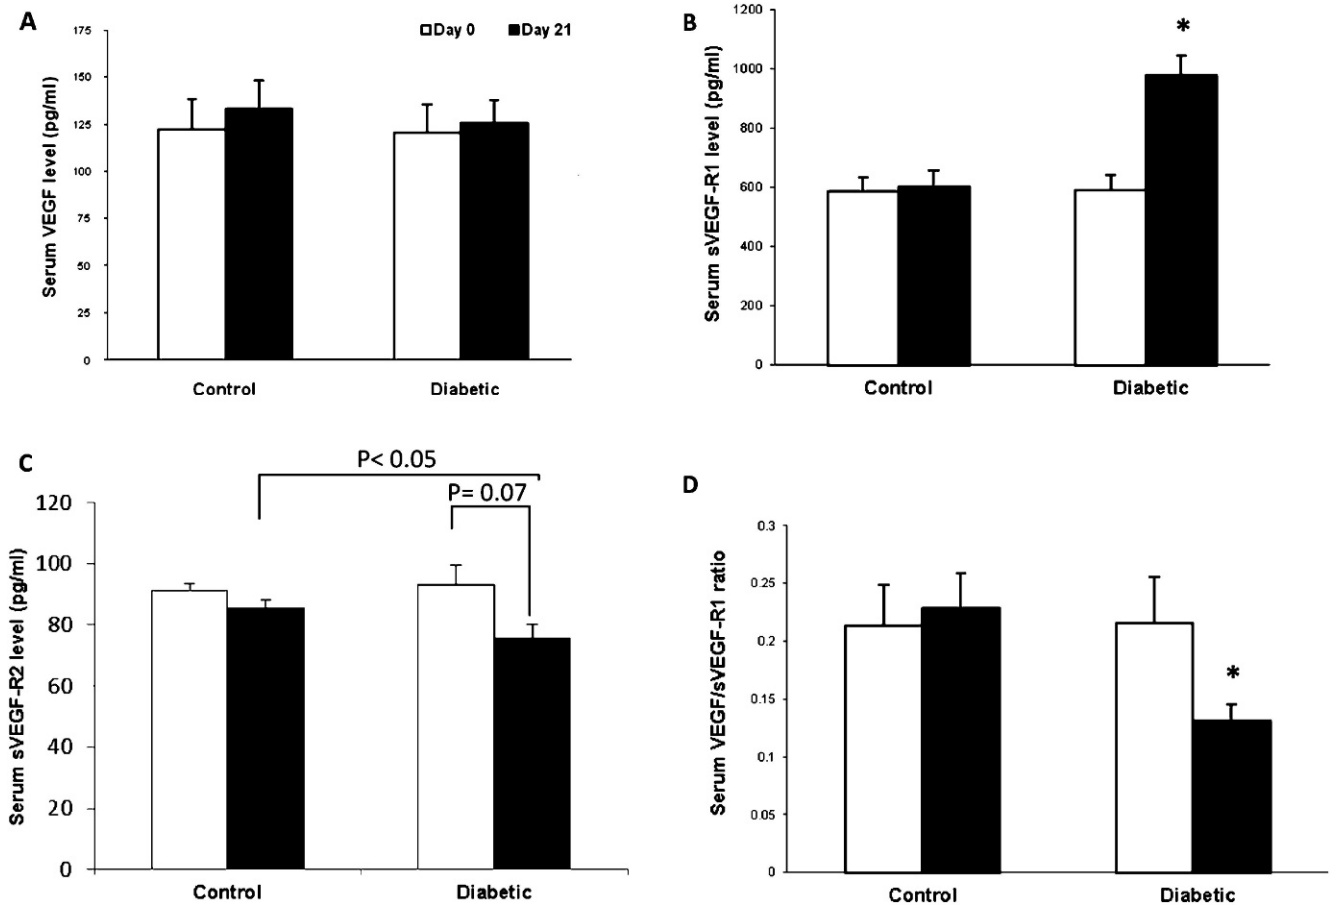 A
175
150
125
100
75
50
25
0
Serum VEGF level (pg/ml)
Day 0
Day 21
Control
Diabetic
B
1200
1000
800
600
400
200
0
Serum sVEGF-R1 level (pg/ml)
*
Control
Diabetic
C
P< 0.05
P= 0.07
120
100
80
60
40
20
0
Serum sVEGF-R2 level (pg/ml)
Control
Diabetic
D
0.3
0.25
0.2
0.15
0.1
0.05
0
Serum VEGF/sVEGF-R1 ratio
*
Control
Diabetic